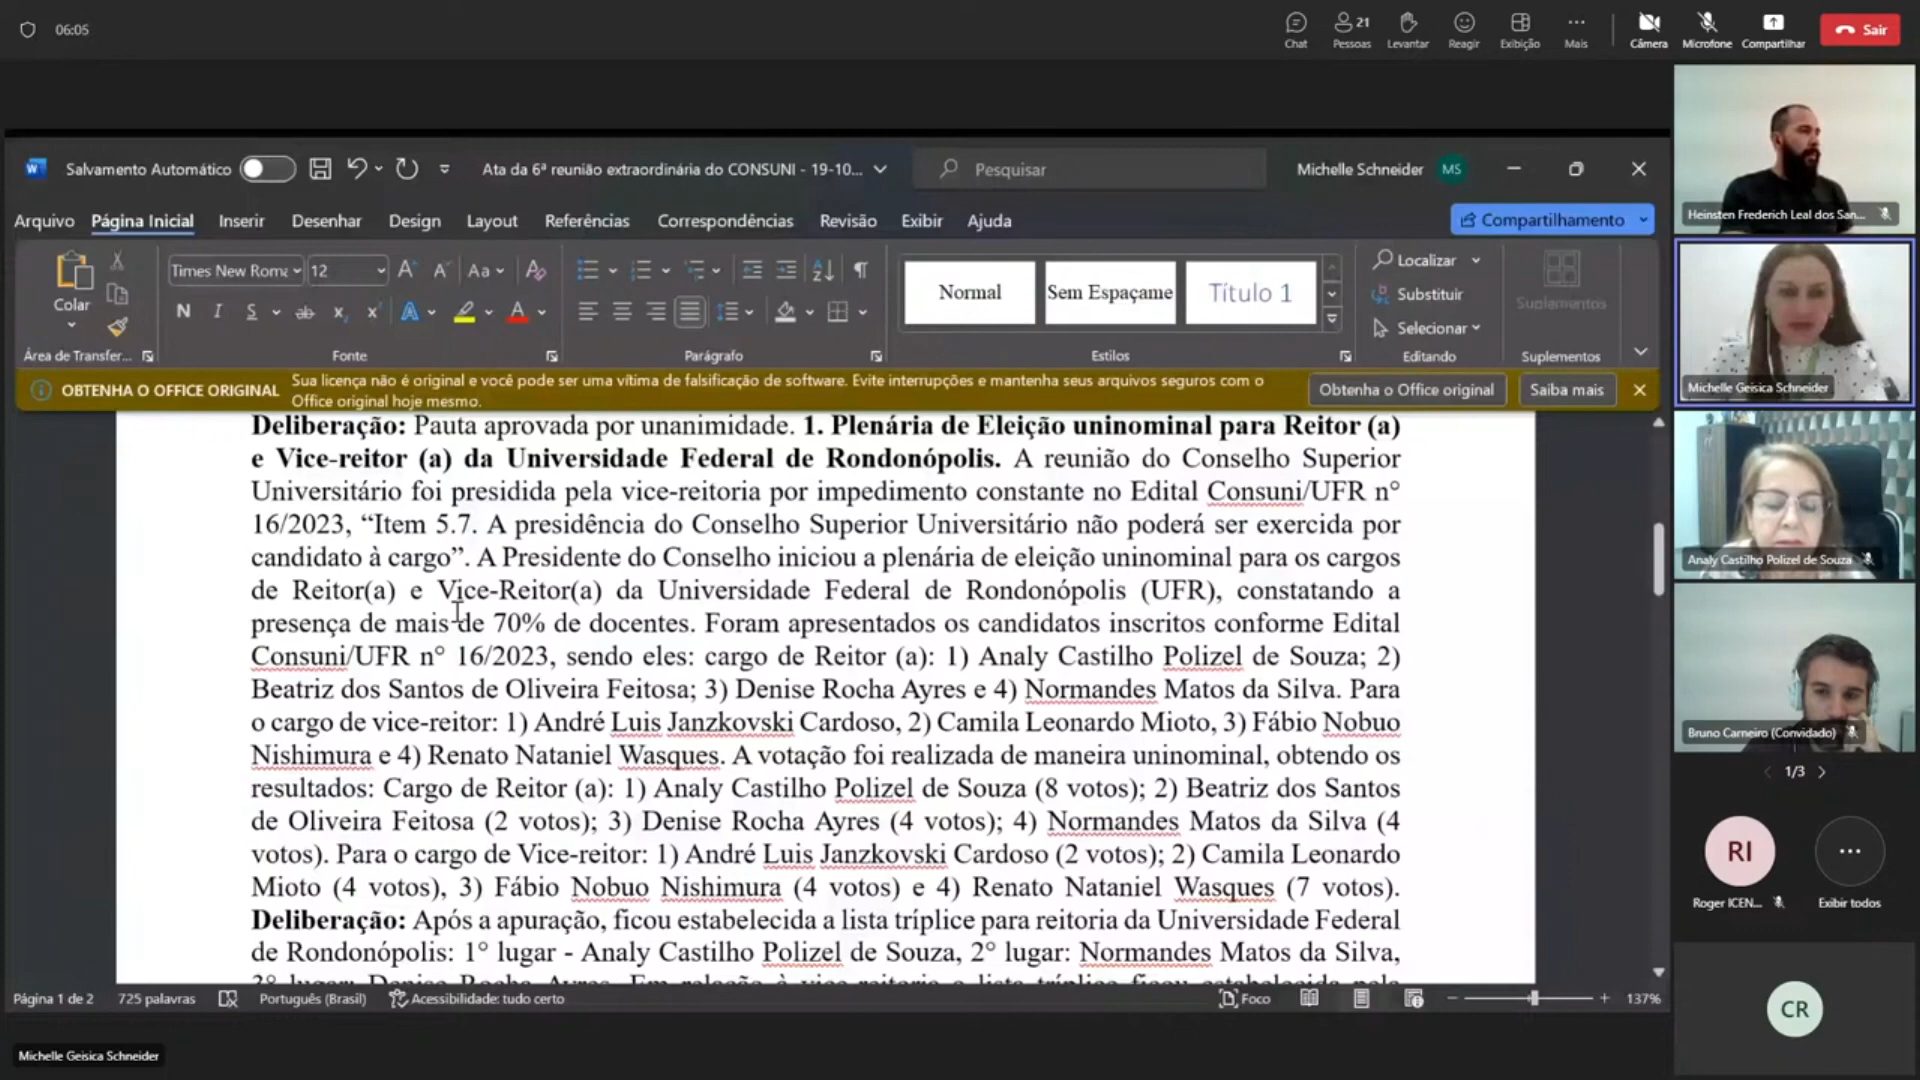 06:05
Chat
21
Pessoas
Levantar
Reagir
Exibição
Mais
Câmera
Microfone
Compartilhar
Sair
Salvamento Automático
Ata da 6ª reunião extraordinária do CONSUNI - 19-10...
Pesquisar
Michelle Schneider
MS
Arquivo
Página Inicial
Inserir
Desenhar
Design
Layout
Referências
Correspondências
Revisão
Exibir
Ajuda
Compartilhamento
Colar
Área de Transfer...
Times New Roma
12
Fonte
Parágrafo
Normal
Sem Espaçame
Título 1
Estilos
Localizar
Substituir
Selecionar
Editando
Suplementos
Suplementos
OBTENHA O OFFICE ORIGINAL
Sua licença não é original e você pode ser uma vítima de falsificação de software. Evite interrupções e mantenha seus arquivos seguros com o
Office original hoje mesmo.
Obtenha o Office original
Saiba mais
Deliberação: Pauta aprovada por unanimidade. 1. Plenária de Eleição uninominal para Reitor (a)
e Vice-reitor (a) da Universidade Federal de Rondonópolis. A reunião do Conselho Superior
Universitário foi presidida pela vice-reitoria por impedimento constante no Edital Consuni/UFR n°
16/2023, “Item 5.7. A presidência do Conselho Superior Universitário não poderá ser exercida por
candidato à cargo”. A Presidente do Conselho iniciou a plenária de eleição uninominal para os cargos
de Reitor(a) e Vice-Reitor(a) da Universidade Federal de Rondonópolis (UFR), constatando a
presença de mais de 70% de docentes. Foram apresentados os candidatos inscritos conforme Edital
Consuni/UFR n° 16/2023, sendo eles: cargo de Reitor (a): 1) Analy Castilho Polizel de Souza; 2)
Beatriz dos Santos de Oliveira Feitosa; 3) Denise Rocha Ayres e 4) Normandes Matos da Silva. Para
o cargo de vice-reitor: 1) André Luis Janzkovski Cardoso, 2) Camila Leonardo Mioto, 3) Fábio Nobuo
Nishimura e 4) Renato Nataniel Wasques. A votação foi realizada de maneira uninominal, obtendo os
resultados: Cargo de Reitor (a): 1) Analy Castilho Polizel de Souza (8 votos); 2) Beatriz dos Santos
de Oliveira Feitosa (2 votos); 3) Denise Rocha Ayres (4 votos); 4) Normandes Matos da Silva (4
votos). Para o cargo de Vice-reitor: 1) André Luis Janzkovski Cardoso (2 votos); 2) Camila Leonardo
Mioto (4 votos), 3) Fábio Nobuo Nishimura (4 votos) e 4) Renato Nataniel Wasques (7 votos).
Deliberação: Após a apuração, ficou estabelecida a lista tríplice para reitoria da Universidade Federal
de Rondonópolis: 1° lugar - Analy Castilho Polizel de Souza, 2° lugar: Normandes Matos da Silva,
Página 1 de 2
725 palavras
Português (Brasil)
Acessibilidade: tudo certo
Foco
137%
Michelle Geisica Schneider
Heinsten Frederich Leal dos San...
Michelle Geisica Schneider
Analy Castilho Polizel de Souza
Bruno Carneiro (Convidado)
1/3
RI
Roger ICEN...
Exibir todos
CR